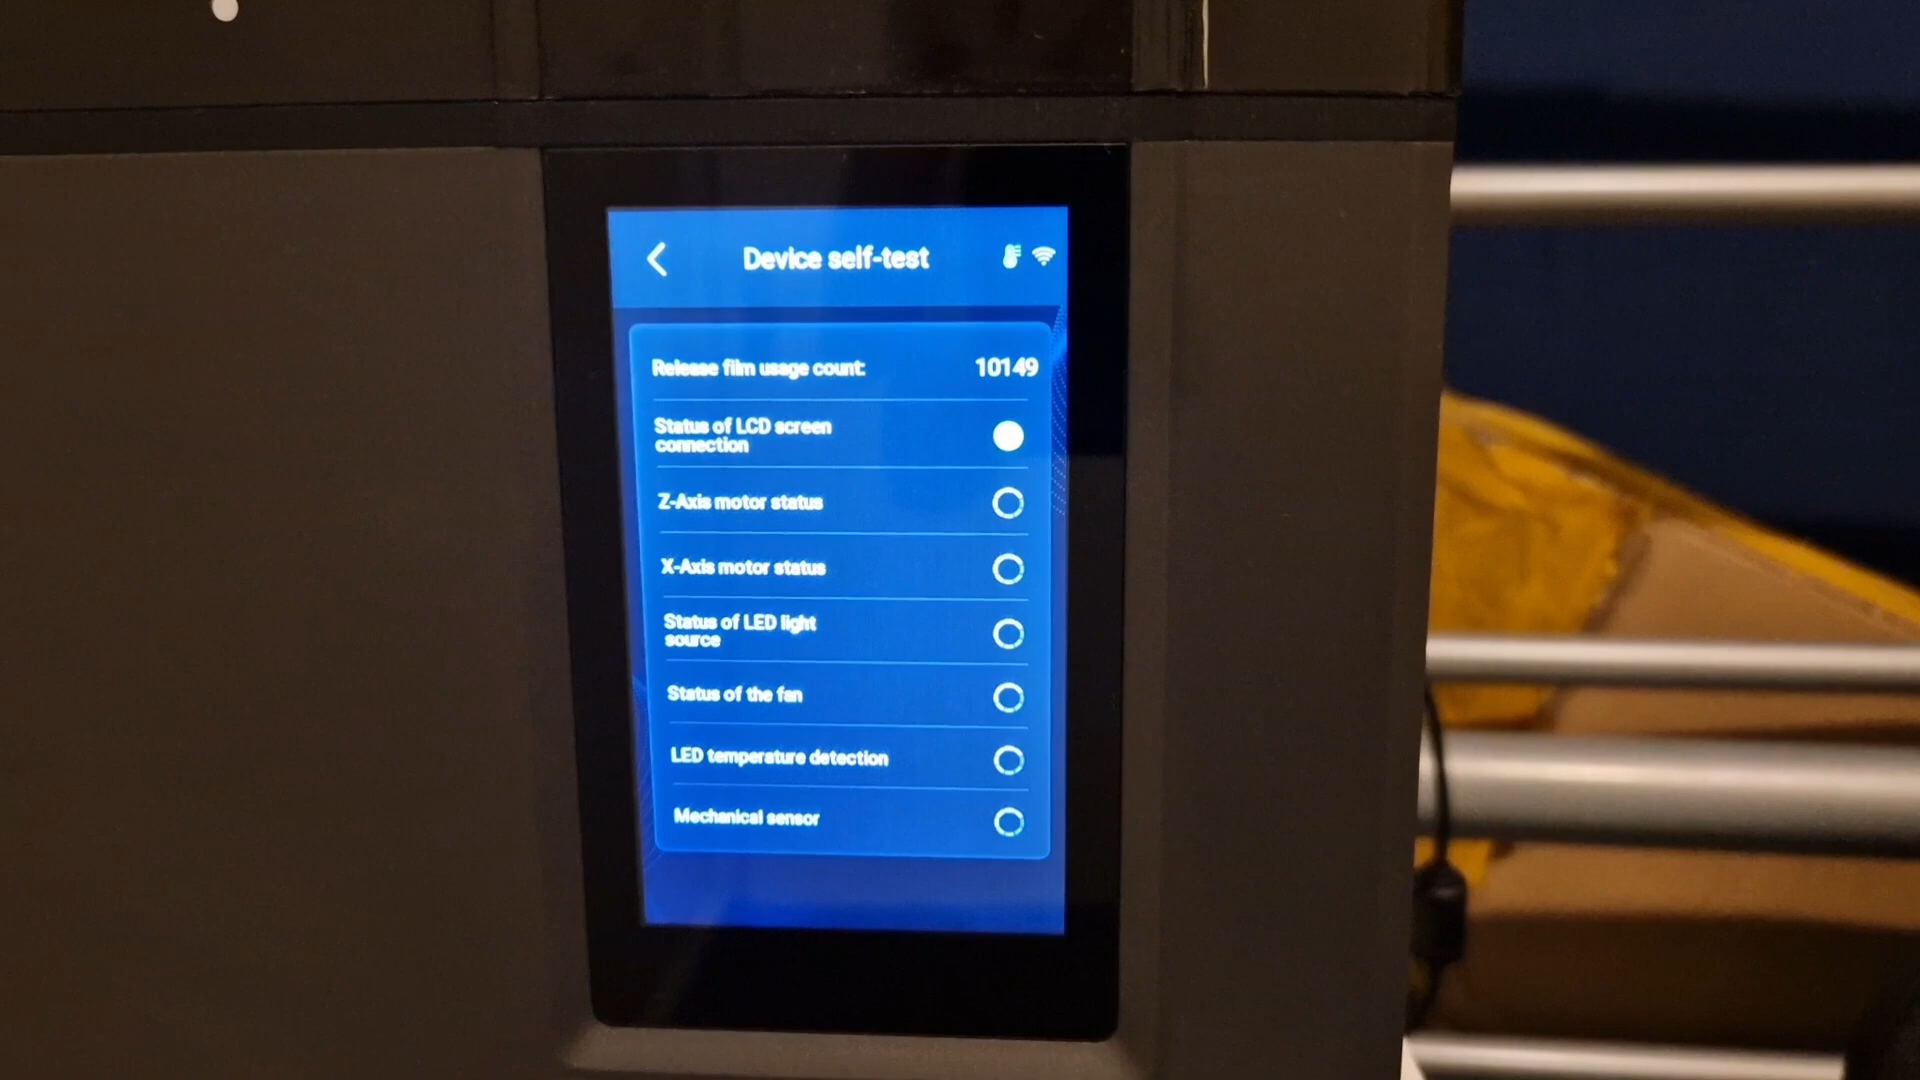 Device self-test
Release film usage count: 10149
Status of LCD screen
connection
Z-Axis motor status
X-Axis motor status
Status of LED light
source
Status of the fan
LED temperature detection
Mechanical sensor